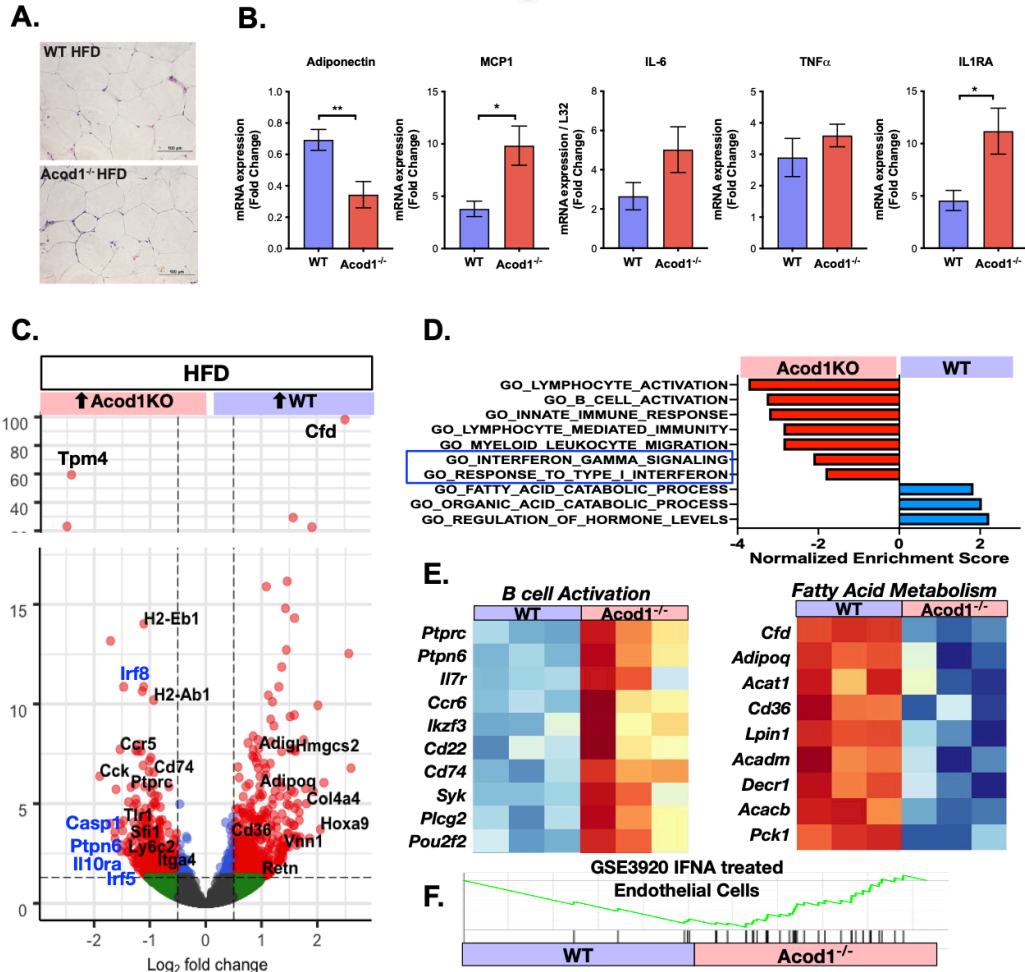 A.
WT HFD
100 μm
Acod1-/- HFD
100 μm
B.
Adiponectin
mRNA expression
(Fold Change)
1.0
0.8
0.6
0.4
0.2
0.0
**
WT
Acod1-/-
MCP1
mRNA expression
(Fold Change)
15
10
5
0
*
WT
Acod1-/-
IL-6
mRNA expression / L32
8
6
4
2
0
WT
Acod1-/-
TNFα
mRNA expression
(Fold Change)
5
4
3
2
1
0
WT
Acod1-/-
IL1RA
mRNA expression
(Fold Change)
15
10
5
0
*
WT
Acod1-/-
C.
HFD
⬆Acod1KO
⬆WT
100
80
60
40
20
Cfd
Tpm4
15
10
5
0
H2-Eb1
Irf8
H2-Ab1
Ccr5
Cd74
Cck
Ptprc
Tlr1
Casp1
Sfi1
Ptpn6
Ly6c2
Il10ra
Itga4
Irf5
Adig
Hmgcs2
Adipoq
Col4a4
Cd36
Hoxa9
Vnn1
Retn
-2
-1
0
1
2
Log2 fold change
D.
Acod1KO
WT
GO_LYMPHOCYTE_ACTIVATION
GO_B_CELL_ACTIVATION
GO_INNATE_IMMUNE_RESPONSE
GO_LYMPHOCYTE_MEDIATED_IMMUNITY
GO_MYELOID_LEUKOCYTE_MIGRATION
GO_INTERFERON_GAMMA_SIGNALING
GO_RESPONSE_TO_TYPE_I_INTERFERON
GO_FATTY_ACID_CATABOLIC_PROCESS
GO_ORGANIC_ACID_CATABOLIC_PROCESS
GO_REGULATION_OF_HORMONE_LEVELS
-4
-2
0
2
Normalized Enrichment Score
E.
B cell Activation
WT
Acod1-/-
Ptprc
Ptpn6
Il7r
Ccr6
Ikzf3
Cd22
Cd74
Syk
Plcg2
Pou2f2
Fatty Acid Metabolism
WT
Acod1-/-
Cfd
Adipoq
Acat1
Cd36
Lpin1
Acadm
Decr1
Acacb
Pck1
F.
GSE3920 IFNA treated
Endothelial Cells
WT
Acod1-/-